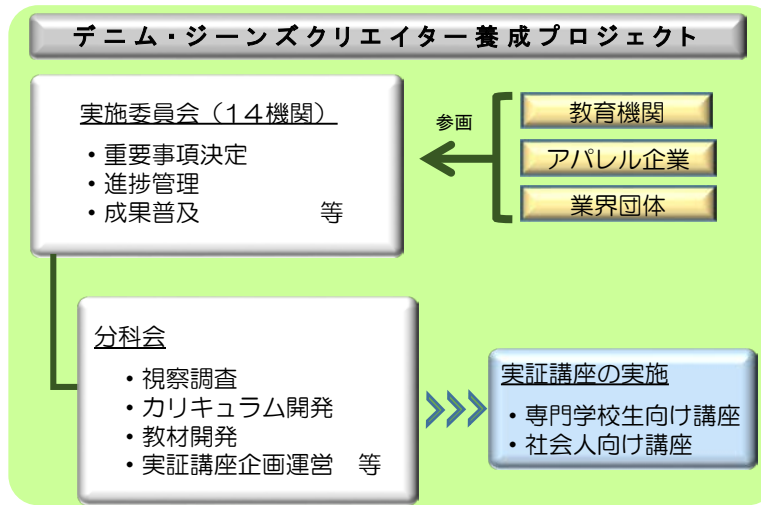 デニム・ジーンズクリエイター養成プロジェクト
実施委員会（１４機関）
・重要事項決定
・進捗管理
・成果普及　　　　等
参画
教育機関
アパレル企業
業界団体
分科会
・視察調査
・カリキュラム開発
・教材開発
・実証講座企画運営　等
実証講座の実施
・専門学校生向け講座
・社会人向け講座